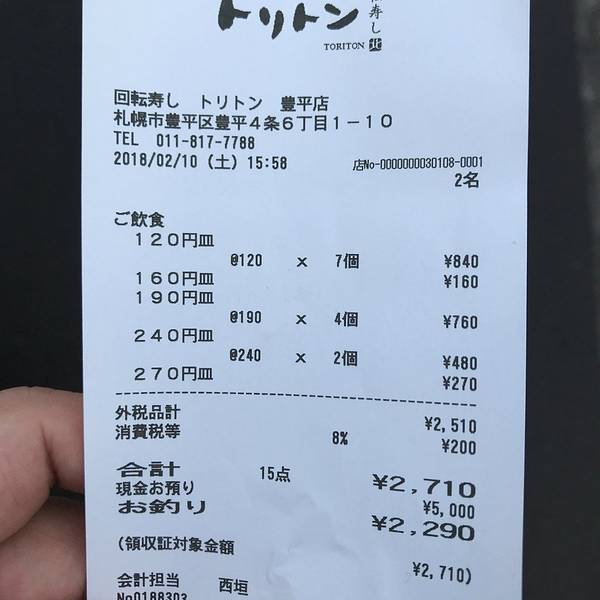 トリトン
寿し
北
TORITON
回転寿し トリトン 豊平店
札幌市豊平区豊平4条6丁目1-10
TEL 011-817-7788
2018/02/10 (土) 15:58
店No-0000000030108-0001
2名
ご飲食
120円皿
@120 x 7個 ¥840
160円皿 ¥160
190円皿
@190 x 4個 ¥760
240円皿
@240 x 2個 ¥480
270円皿 ¥270
外税品計 ¥2,510
消費税等 8% ¥200
合計 15点 ¥2,710
現金お預り ¥5,000
お釣り ¥2,290
(領収証対象金額
¥2,710)
会計担当 西垣
No0188303